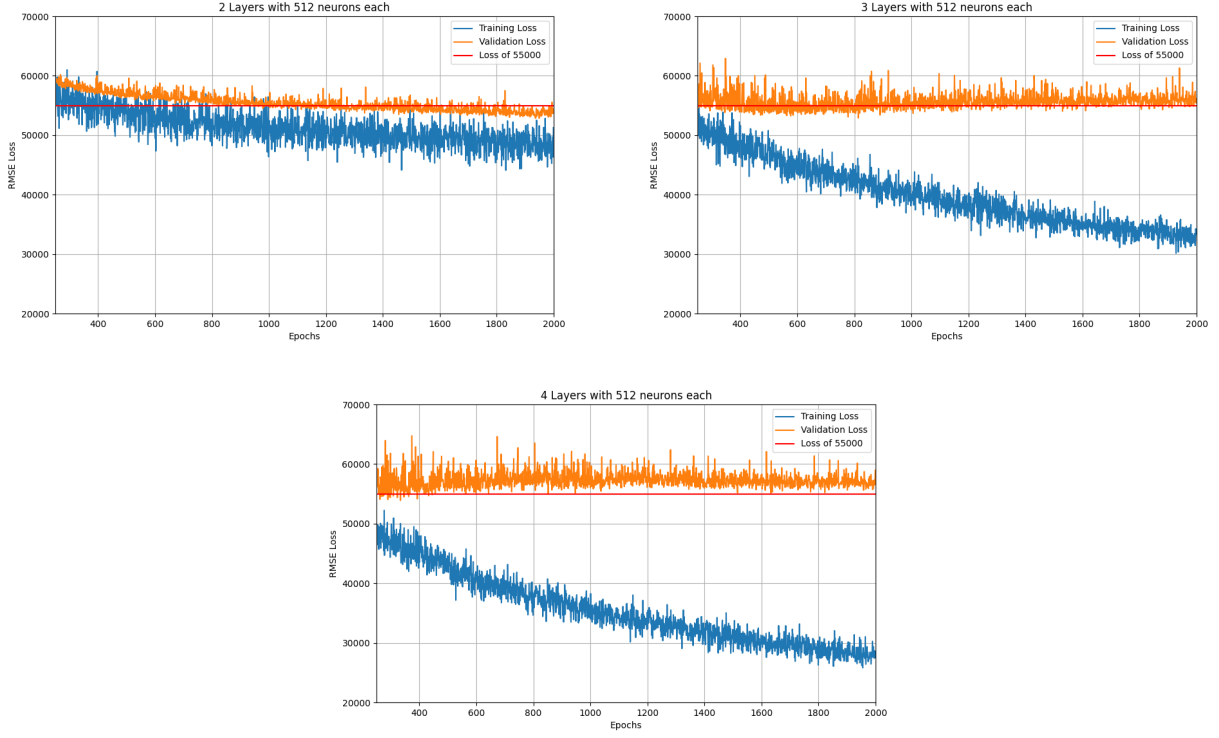 2 Layers with 512 neurons each
70000
60000
50000
40000
30000
20000
RMSE Loss
Training Loss
Validation Loss
Loss of 55000
400 600 800 1000 1200 1400 1600 1800 2000
Epochs
3 Layers with 512 neurons each
70000
60000
50000
40000
30000
20000
RMSE Loss
Training Loss
Validation Loss
Loss of 55000
400 600 800 1000 1200 1400 1600 1800 2000
Epochs
4 Layers with 512 neurons each
70000
60000
50000
40000
30000
20000
RMSE Loss
Training Loss
Validation Loss
Loss of 55000
400 600 800 1000 1200 1400 1600 1800 2000
Epochs